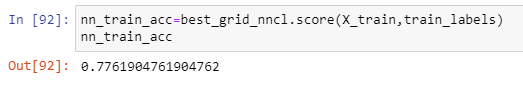 In [92]: nn_train_acc=best_grid_nncl.score(X_train,train_labels)
nn_train_acc
Out[92]: 0.7761904761904762